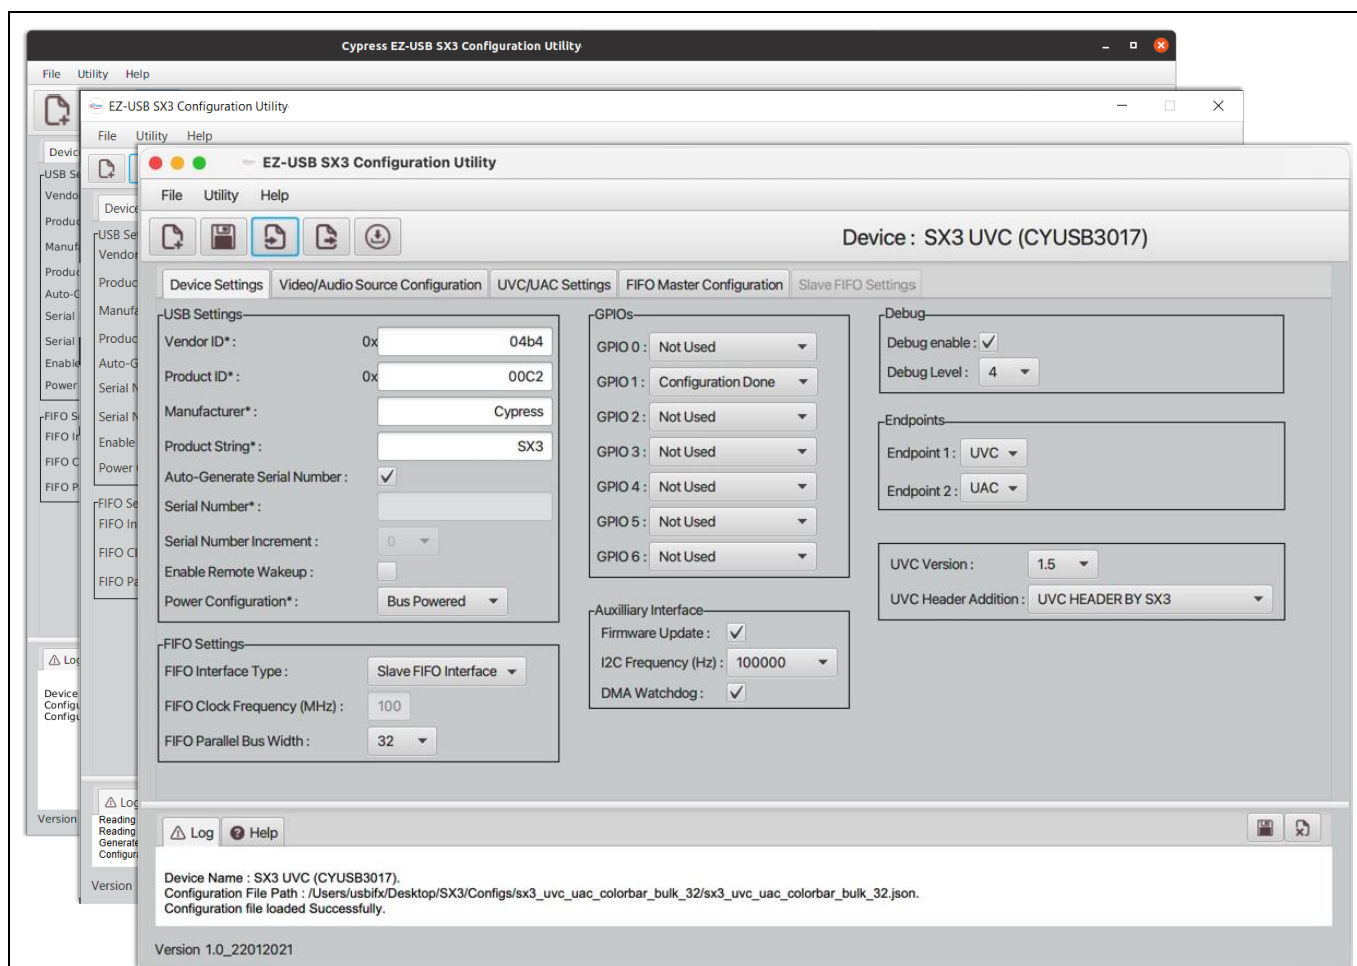 Cypress EZ-USB SX3 Configuration Utility
File Utility Help
EZ-USB SX3 Configuration Utility
File Utility Help
EZ-USB SX3 Configuration Utility
File Utility Help
Device : SX3 UVC (CYUSB3017)
Device Settings Video/Audio Source Configuration UVC/UAC Settings FIFO Master Configuration Slave FIFO Settings
USB Settings
Vendor ID* : 0x 04b4
Product ID* : 0x 00C2
Manufacturer* : Cypress
Product String* : SX3
Auto-Generate Serial Number :
Serial Number* :
Serial Number Increment : 0
Enable Remote Wakeup :
Power Configuration* : Bus Powered
FIFO Settings
FIFO Interface Type : Slave FIFO Interface
FIFO Clock Frequency (MHz) : 100
FIFO Parallel Bus Width : 32
GPIOs
GPIO 0 : Not Used
GPIO 1 : Configuration Done
GPIO 2 : Not Used
GPIO 3 : Not Used
GPIO 4 : Not Used
GPIO 5 : Not Used
GPIO 6 : Not Used
Auxilliary Interface
Firmware Update :
I2C Frequency (Hz) : 100000
DMA Watchdog :
Debug
Debug enable :
Debug Level : 4
Endpoints
Endpoint 1 : UVC
Endpoint 2 : UAC
UVC Version : 1.5
UVC Header Addition : UVC HEADER BY SX3
Log Help
Device Name : SX3 UVC (CYUSB3017).
Configuration File Path : /Users/usbifx/Desktop/SX3/Configs/sx3_uvc_uac_colorbar_bulk_32/sx3_uvc_uac_colorbar_bulk_32.json.
Configuration file loaded Successfully.
Version 1.0_22012021
Device
Version
Reading
Reading
Version